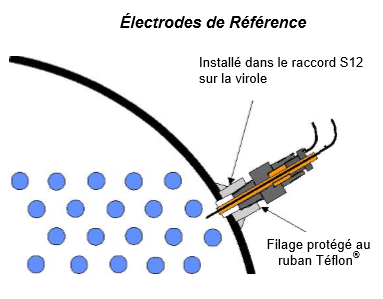 Électrodes de Référence
Installé dans le raccord S12
sur la virole
Filage protégé au
ruban Téflon®